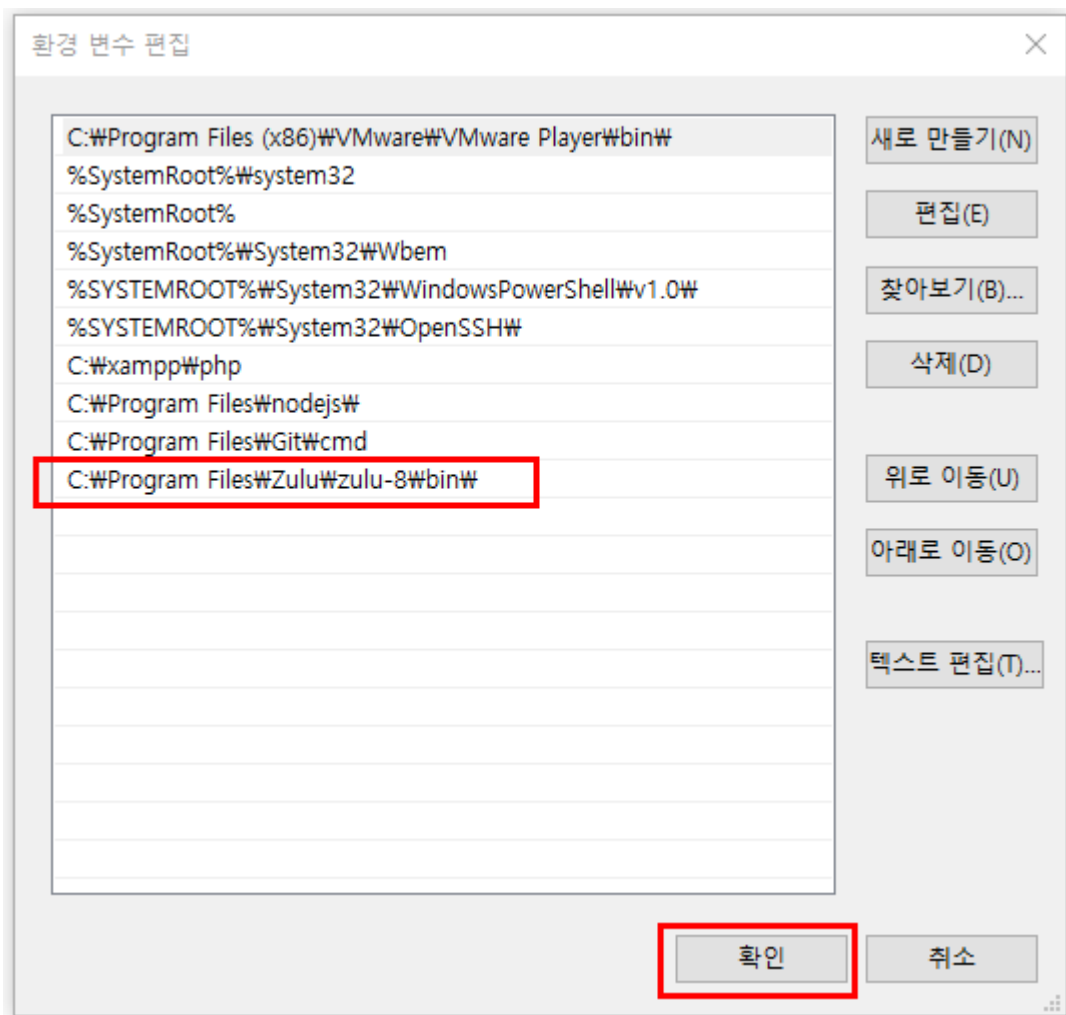 환경 변수 편집
C:₩Program Files (x86)₩VMware₩VMware Player₩bin₩
%SystemRoot%₩system32
%SystemRoot%
%SystemRoot%₩System32₩Wbem
%SYSTEMROOT%₩System32₩WindowsPowerShell₩v1.0₩
%SYSTEMROOT%₩System32₩OpenSSH₩
C:₩xampp₩php
C:₩Program Files₩nodejs₩
C:₩Program Files₩Git₩cmd
C:₩Program Files₩Zulu₩zulu-8₩bin₩
새로 만들기(N)
편집(E)
찾아보기(B)...
삭제(D)
위로 이동(U)
아래로 이동(O)
텍스트 편집(T)...
확인
취소